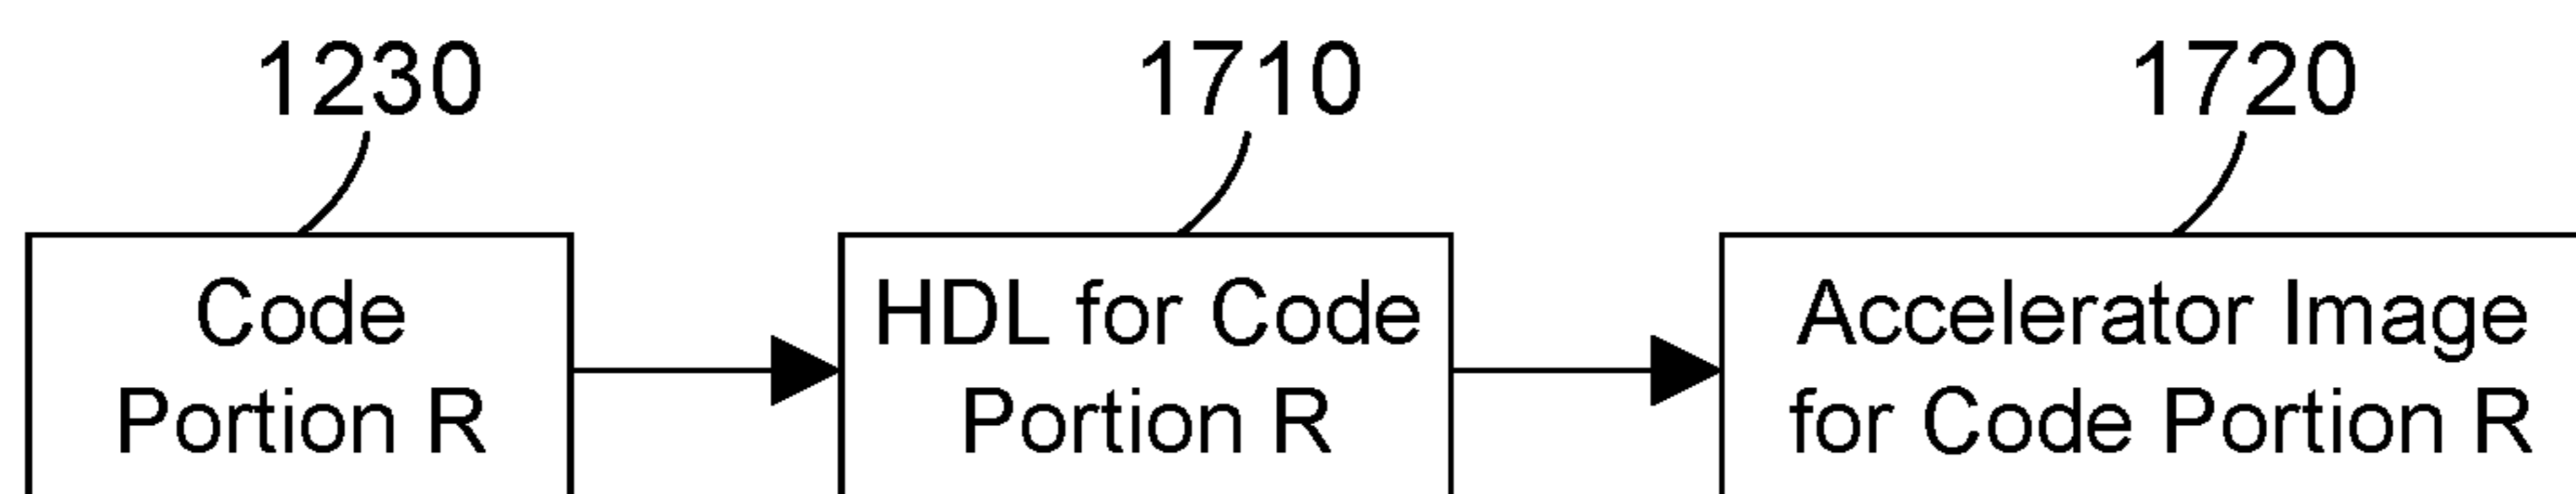 1230
1710
1720
Code
Portion R
HDL for Code
Portion R
Accelerator Image
for Code Portion R